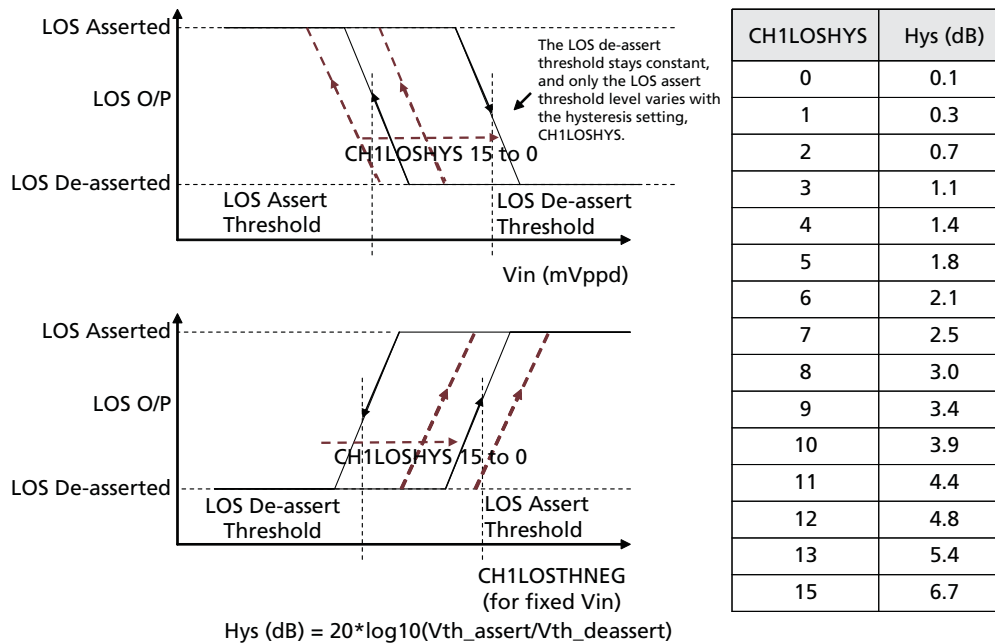 LOS Asserted
LOS O/P
LOS De-asserted
The LOS de-assert
threshold stays constant,
and only the LOS assert
threshold level varies with
the hysteresis setting,
CH1LOSHYS.
CH1LOSHYS 15 to 0
LOS Assert
Threshold
LOS De-assert
Threshold
Vin (mVppd)
LOS Asserted
LOS O/P
LOS De-asserted
CH1LOSHYS 15 to 0
LOS De-assert
Threshold
LOS Assert
Threshold
CH1LOSTHNEG
(for fixed Vin)
Hys (dB) = 20*log10(Vth_assert/Vth_deassert)
CH1LOSHYS Hys (dB)
0 0.1
1 0.3
2 0.7
3 1.1
4 1.4
5 1.8
6 2.1
7 2.5
8 3.0
9 3.4
10 3.9
11 4.4
12 4.8
13 5.4
15 6.7